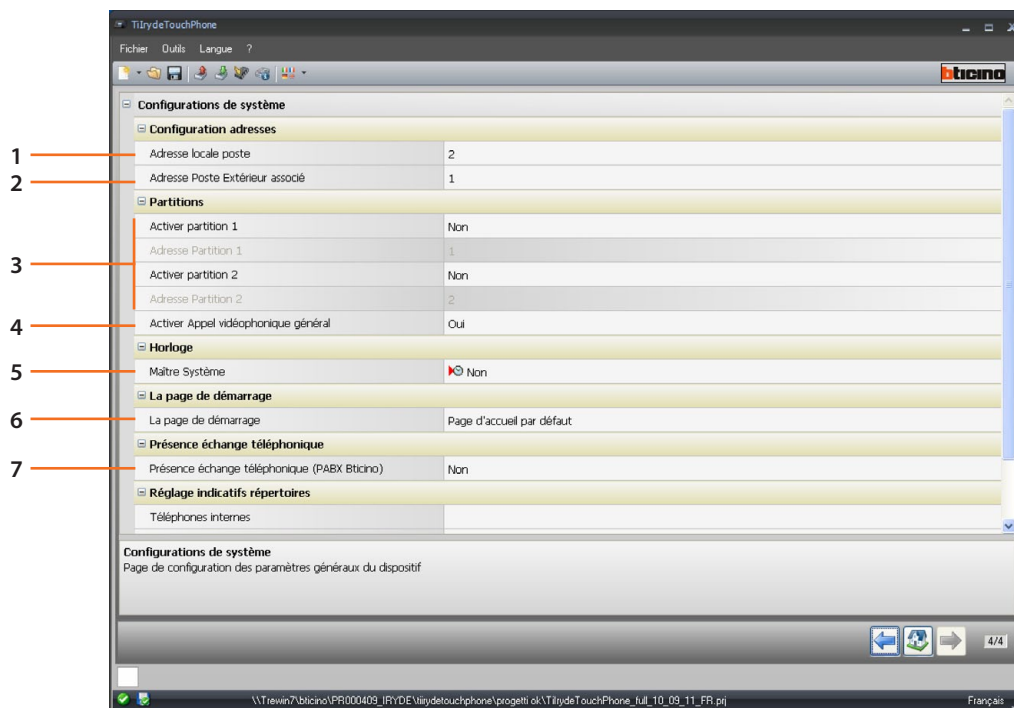 TiIrydeTouchPhone
Fichier Outils Langue ?
bticino
Configurations de système
Configuration adresses
1 Adresse locale poste 2
2 Adresse Poste Extérieur associé 1
Partitions
Activer partition 1 Non
Adresse Partition 1 1
3
Activer partition 2 Non
Adresse Partition 2 2
4 Activer Appel vidéophonique général Oui
Horloge
5 Maître Système Non
La page de démarrage
6 La page de démarrage Page d'accueil par défaut
Présence échange téléphonique
7 Présence échange téléphonique (PABX Bticino) Non
Réglage indicatifs répertoires
Téléphones internes
Configurations de système
Page de configuration des paramètres généraux du dispositif
4/4
\\Trewin7\bticino\PR000409_IRYDE\tiirydetouchphone\progetti ok\TiIrydeTouchPhone_full_10_09_11_FR.prj Français